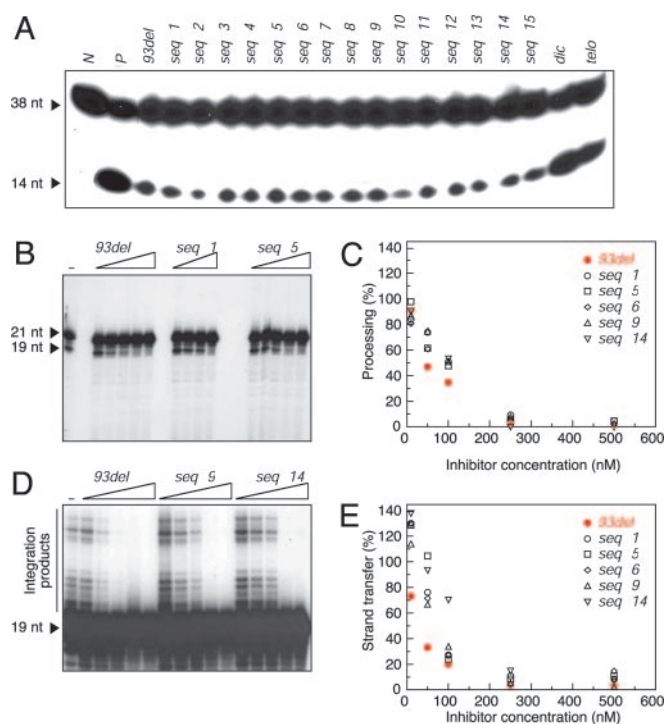 A
N P 93del seq 1 seq 2 seq 3 seq 4 seq 5 seq 6 seq 7 seq 8 seq 9 seq 10 seq 11 seq 12 seq 13 seq 14 seq 15 dic telo
38 nt
14 nt
B
– 93del seq 1 seq 5
21 nt
19 nt
C
140
120
100
80
60
40
20
0
0 100 200 300 400 500 600
Processing (%)
Inhibitor concentration (nM)
93del
seq 1
seq 5
seq 6
seq 9
seq 14
D
– 93del seq 9 seq 14
Integration
products
19 nt
E
140
120
100
80
60
40
20
0
0 100 200 300 400 500 600
Strand transfer (%)
Inhibitor concentration (nM)
93del
seq 1
seq 5
seq 6
seq 9
seq 14